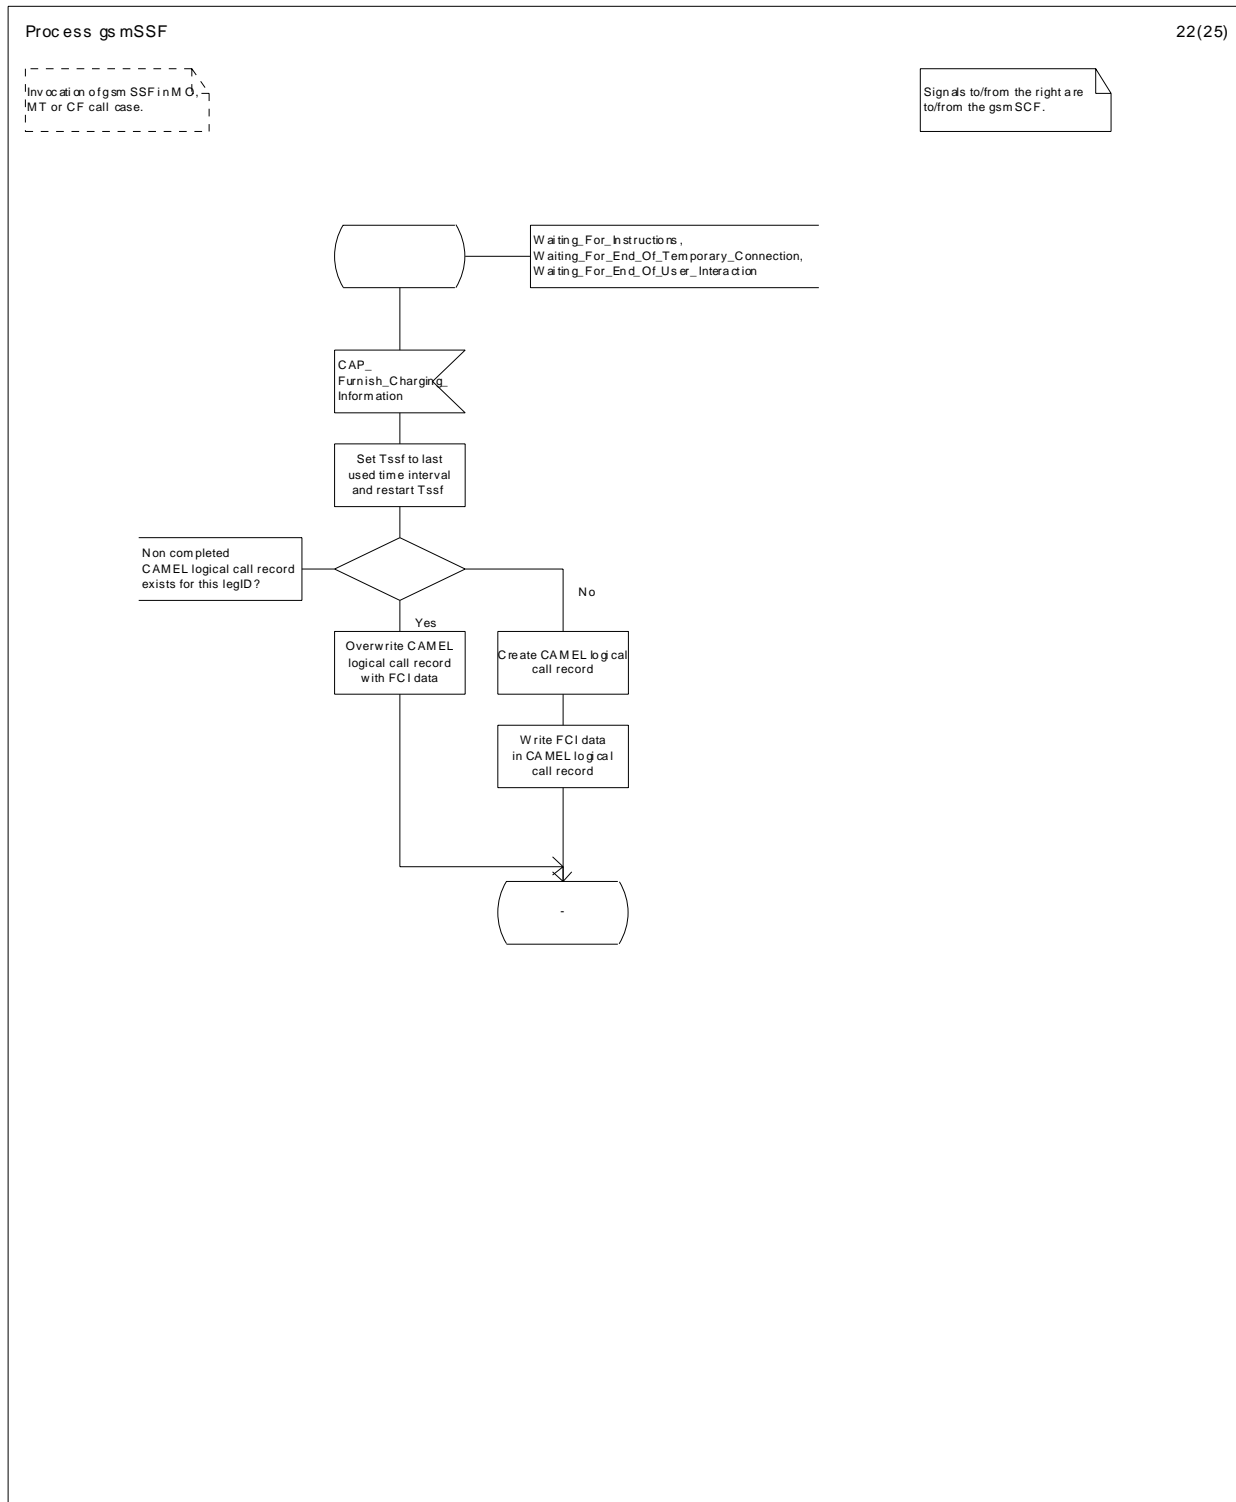 Process gsmSSF
22(25)
Invocation of gsmSSF in MO,
MT or CF call case.
Signals to/from the right are
to/from the gsmSCF.
Waiting_For_Instructions,
Waiting_For_End_Of_Temporary_Connection,
Waiting_For_End_Of_User_Interaction
CAP_
Furnish_Charging_
Information
Set Tssf to last
used time interval
and restart Tssf
Non completed
CAMEL logical call record
exists for this legID?
No
Yes
Overwrite CAMEL
logical call record
with FCI data
Create CAMEL logical
call record
Write FCI data
in CAMEL logical
call record
-